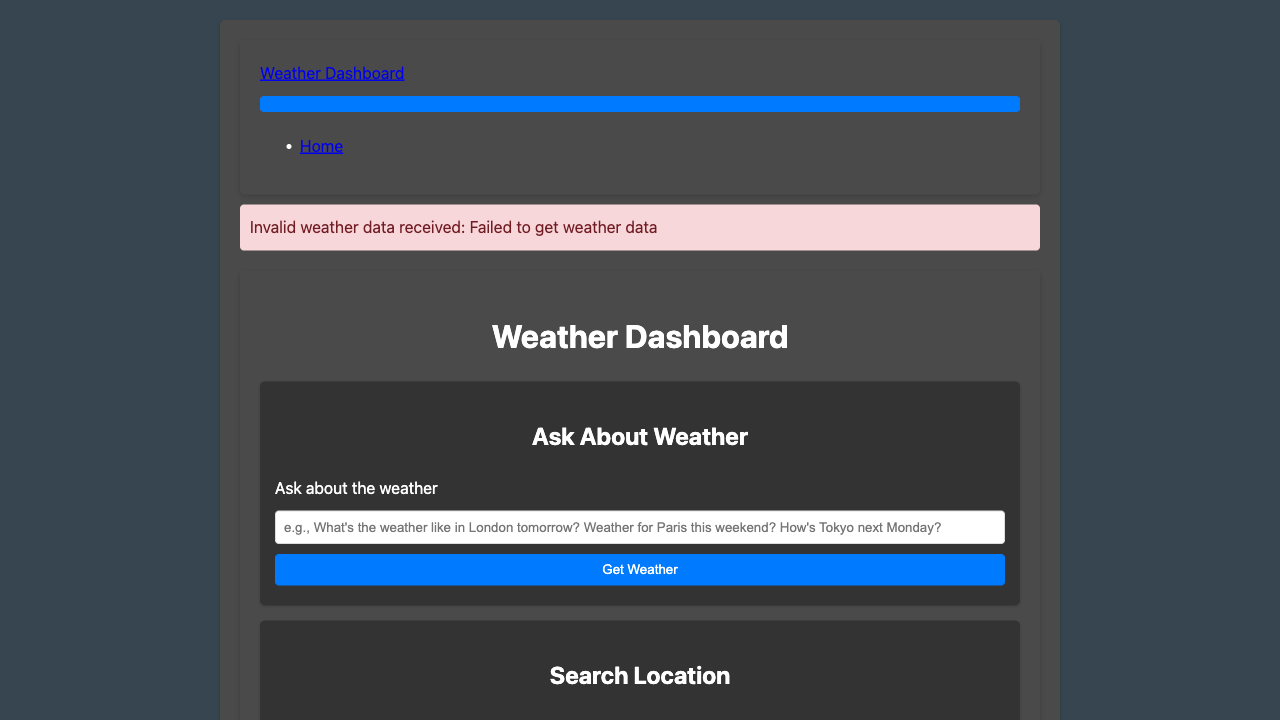 Weather Dashboard
Home
Invalid weather data received: Failed to get weather data
Weather Dashboard
Ask About Weather
Ask about the weather
e.g., What's the weather like in London tomorrow? Weather for Paris this weekend? How's Tokyo next Monday?
Get Weather
Search Location